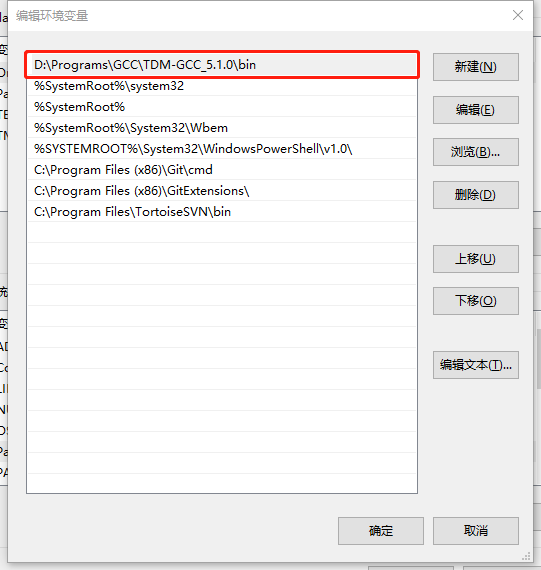 编辑环境变量
D:\Programs\GCC\TDM-GCC_5.1.0\bin
%SystemRoot%\system32
%SystemRoot%
%SystemRoot%\System32\Wbem
%SYSTEMROOT%\System32\WindowsPowerShell\v1.0\
C:\Program Files (x86)\Git\cmd
C:\Program Files (x86)\GitExtensions\
C:\Program Files\TortoiseSVN\bin
新建(N)
编辑(E)
浏览(B)...
删除(D)
上移(U)
下移(O)
编辑文本(T)...
确定
取消